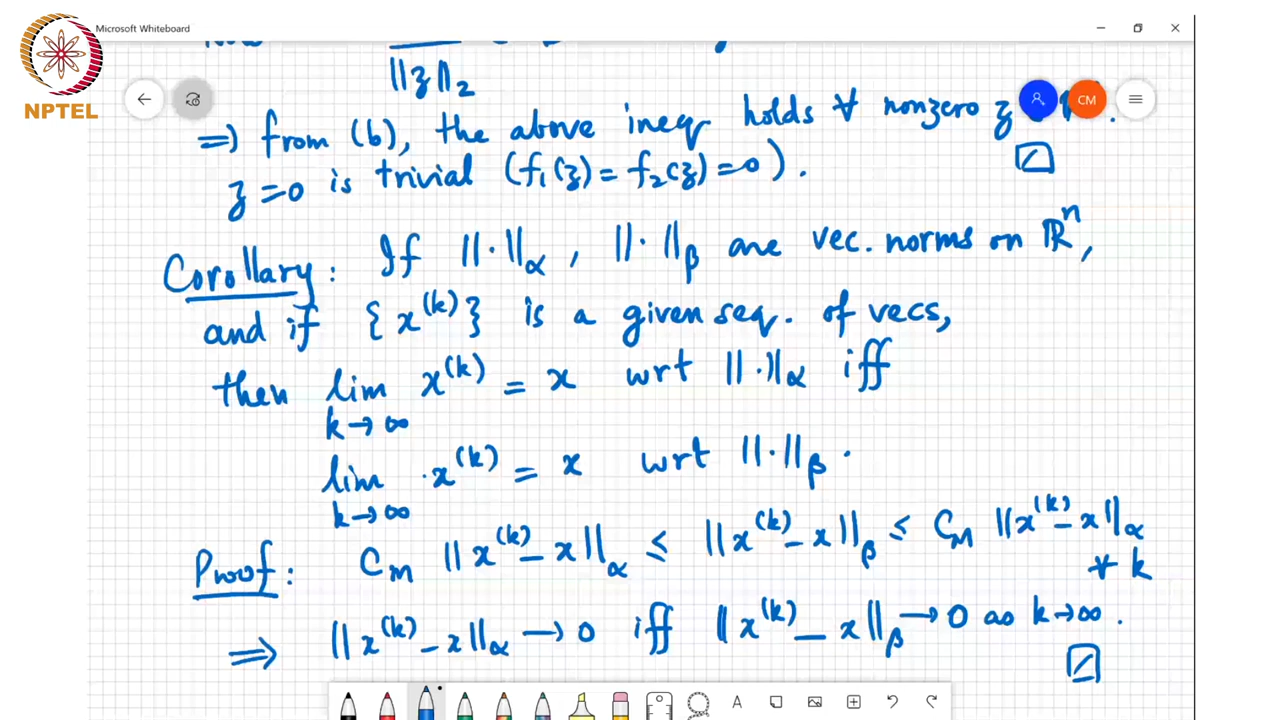 Microsoft Whiteboard
NPTEL
CM
||z||₂
⇒ from (b), the above ineq holds ∀ nonzero z
z = 0 is trivial (f₁(z) = f₂(z) = 0).
Corollary: If ||·||α, ||·||β are vec. norms on ℝⁿ,
and if {x^(k)} is a given seq. of vecs,
then lim x^(k) = x wrt ||·||α iff
k→∞
lim x^(k) = x wrt ||·||β.
k→∞
Proof: Cm ||x^(k) - x||α ≤ ||x^(k) - x||β ≤ CM ||x^(k) - x||α
∀ k
⇒ ||x^(k) - x||α → 0 iff ||x^(k) - x||β → 0 as k→∞.
A